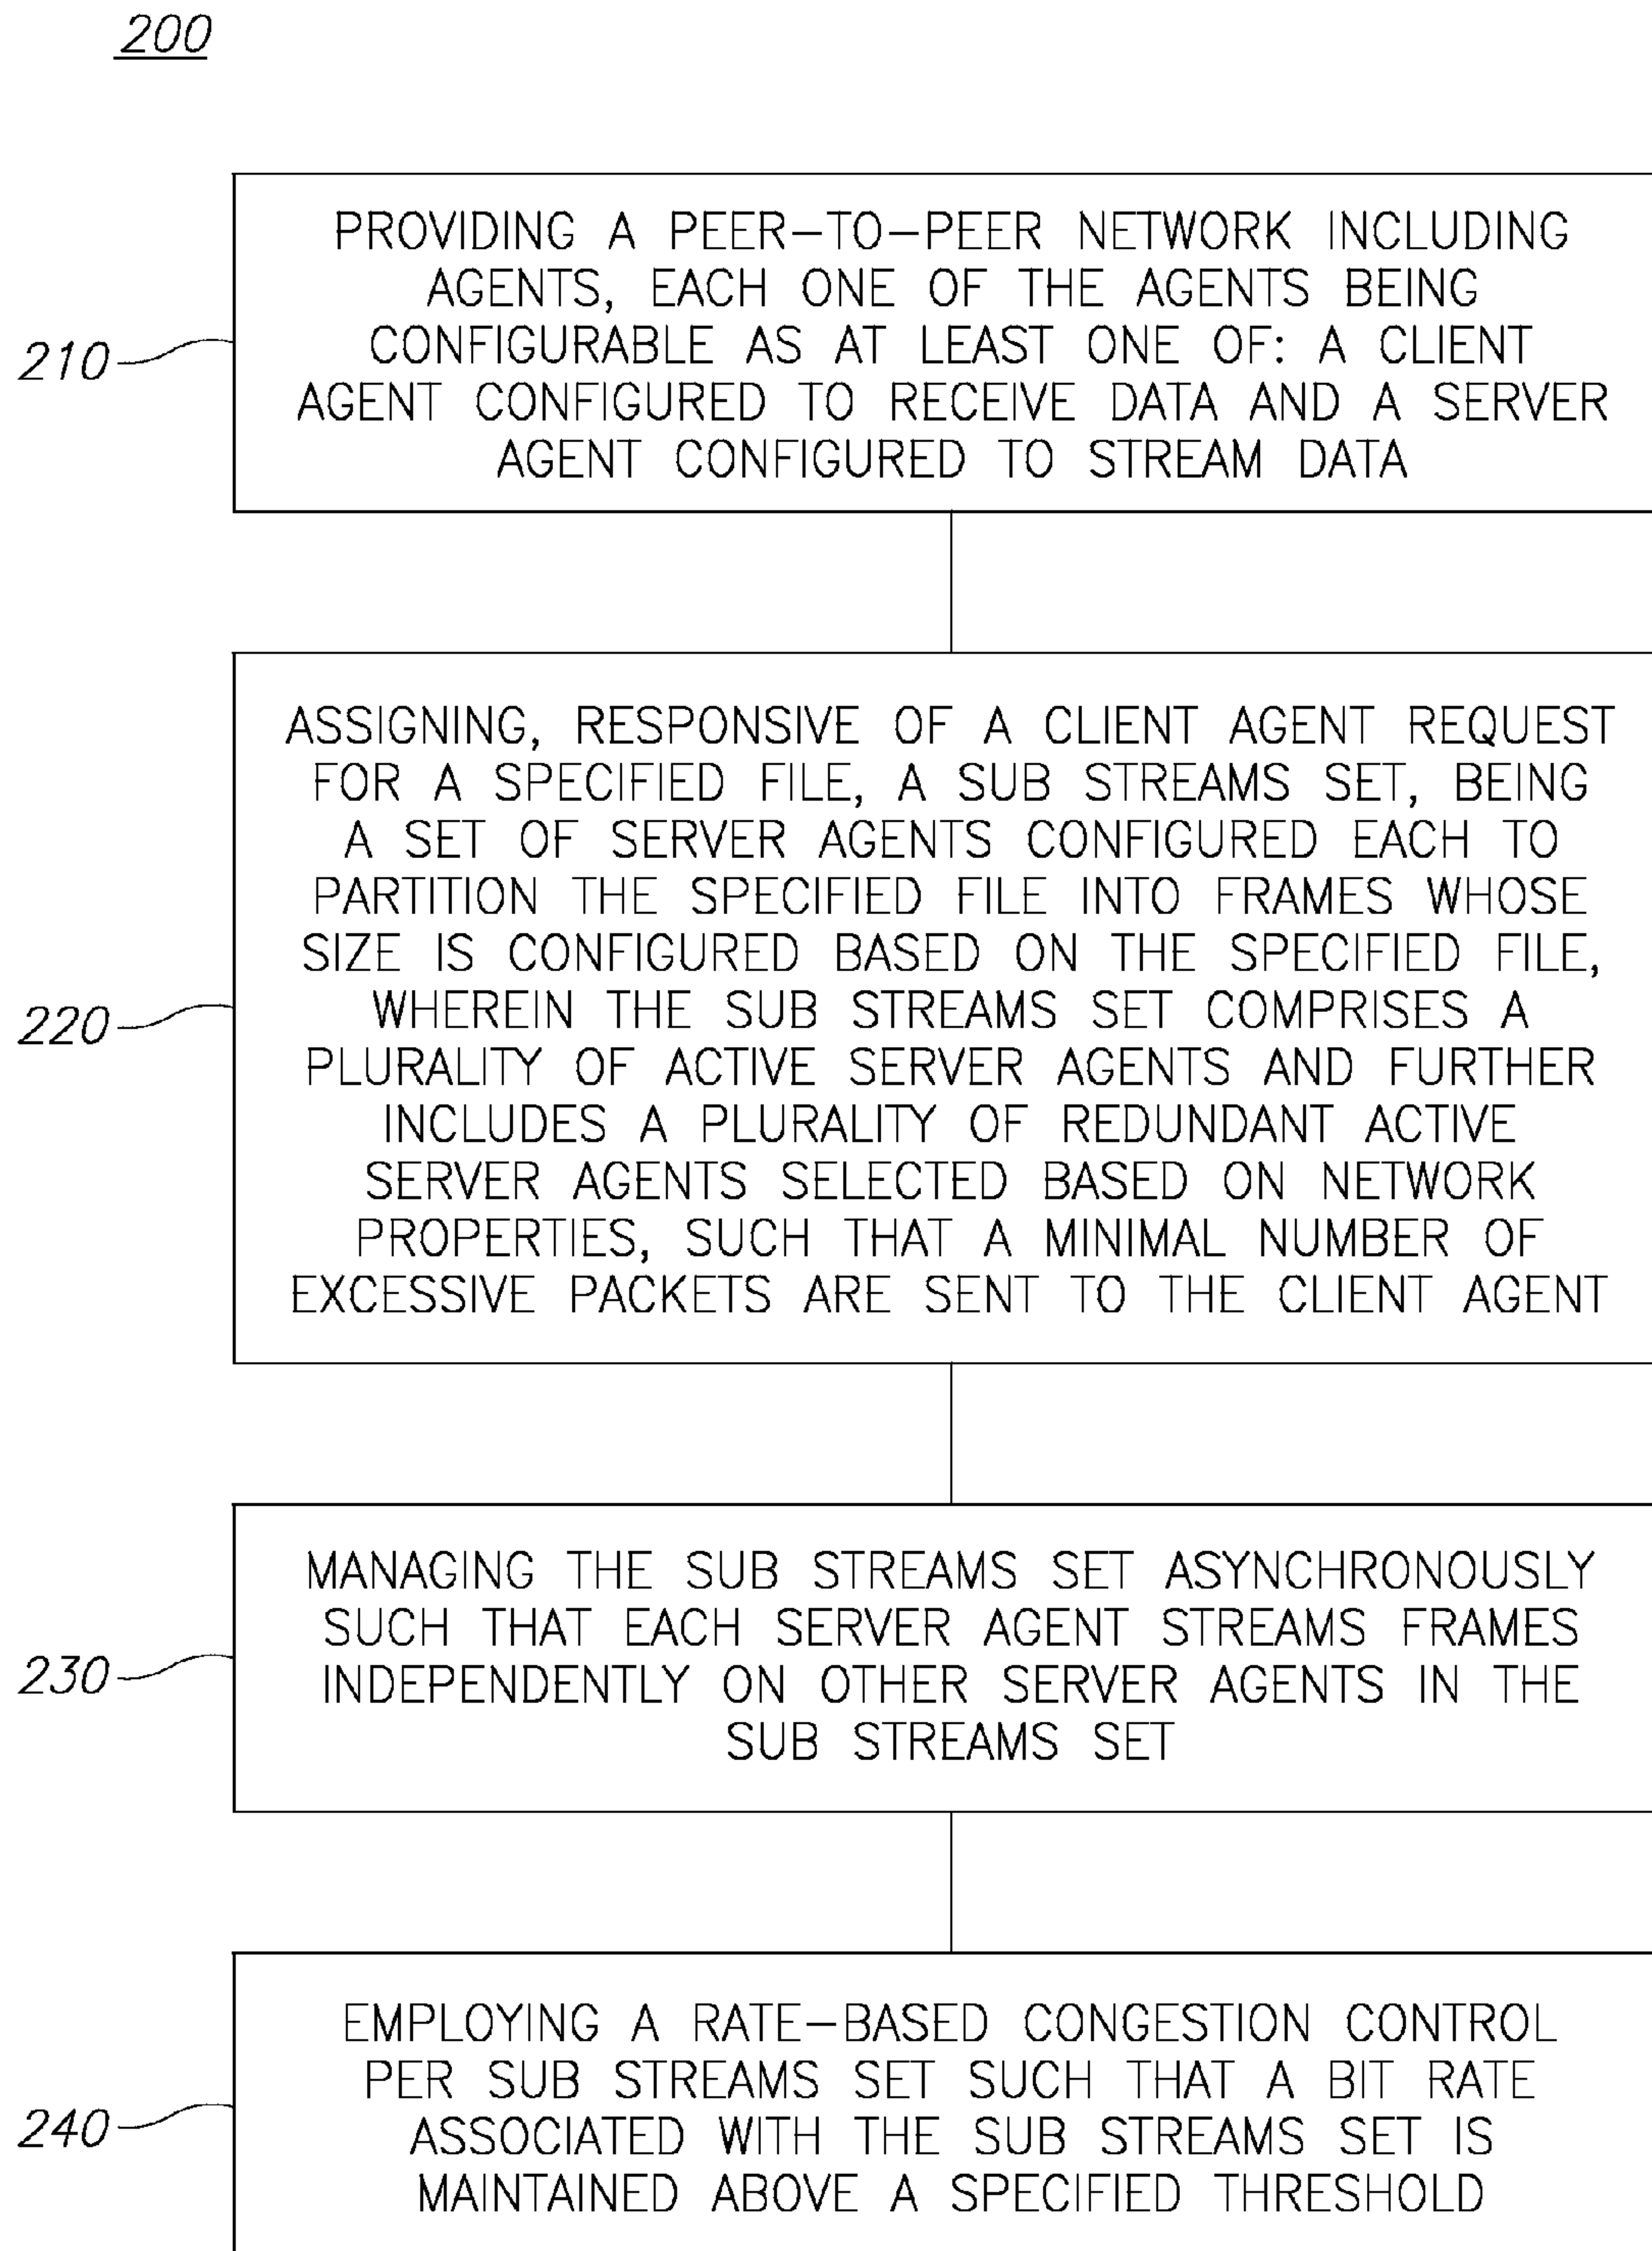 200
PROVIDING A PEER–TO–PEER NETWORK INCLUDING
AGENTS, EACH ONE OF THE AGENTS BEING
CONFIGURABLE AS AT LEAST ONE OF: A CLIENT
AGENT CONFIGURED TO RECEIVE DATA AND A SERVER
AGENT CONFIGURED TO STREAM DATA
210
ASSIGNING, RESPONSIVE OF A CLIENT AGENT REQUEST
FOR A SPECIFIED FILE, A SUB STREAMS SET, BEING
A SET OF SERVER AGENTS CONFIGURED EACH TO
PARTITION THE SPECIFIED FILE INTO FRAMES WHOSE
SIZE IS CONFIGURED BASED ON THE SPECIFIED FILE,
WHEREIN THE SUB STREAMS SET COMPRISES A
PLURALITY OF ACTIVE SERVER AGENTS AND FURTHER
INCLUDES A PLURALITY OF REDUNDANT ACTIVE
SERVER AGENTS SELECTED BASED ON NETWORK
PROPERTIES, SUCH THAT A MINIMAL NUMBER OF
EXCESSIVE PACKETS ARE SENT TO THE CLIENT AGENT
220
MANAGING THE SUB STREAMS SET ASYNCHRONOUSLY
SUCH THAT EACH SERVER AGENT STREAMS FRAMES
INDEPENDENTLY ON OTHER SERVER AGENTS IN THE
SUB STREAMS SET
230
EMPLOYING A RATE–BASED CONGESTION CONTROL
PER SUB STREAMS SET SUCH THAT A BIT RATE
ASSOCIATED WITH THE SUB STREAMS SET IS
MAINTAINED ABOVE A SPECIFIED THRESHOLD
240